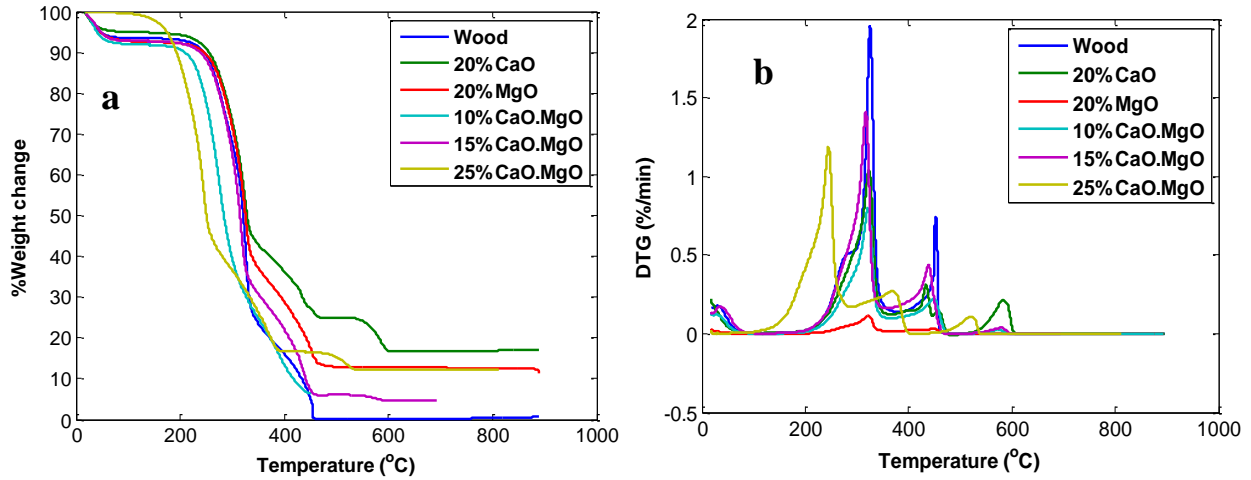 100
90
80
70
60
50
40
30
20
10
0
%Weight change
a
Wood
20% CaO
20% MgO
10% CaO.MgO
15% CaO.MgO
25% CaO.MgO
0 200 400 600 800 1000
Temperature (°C)
2
1.5
1
0.5
0
-0.5
DTG (%/min)
b
Wood
20% CaO
20% MgO
10% CaO.MgO
15% CaO.MgO
25% CaO.MgO
0 200 400 600 800 1000
Temperature (°C)